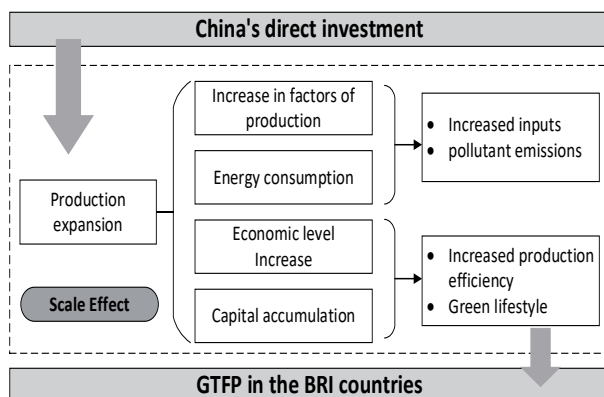 China's direct investment
Increase in factors of
production
Energy consumption
• Increased inputs
• pollutant emissions
Production
expansion
Economic level
Increase
Capital accumulation
• Increased production
efficiency
• Green lifestyle
Scale Effect
GTFP in the BRI countries